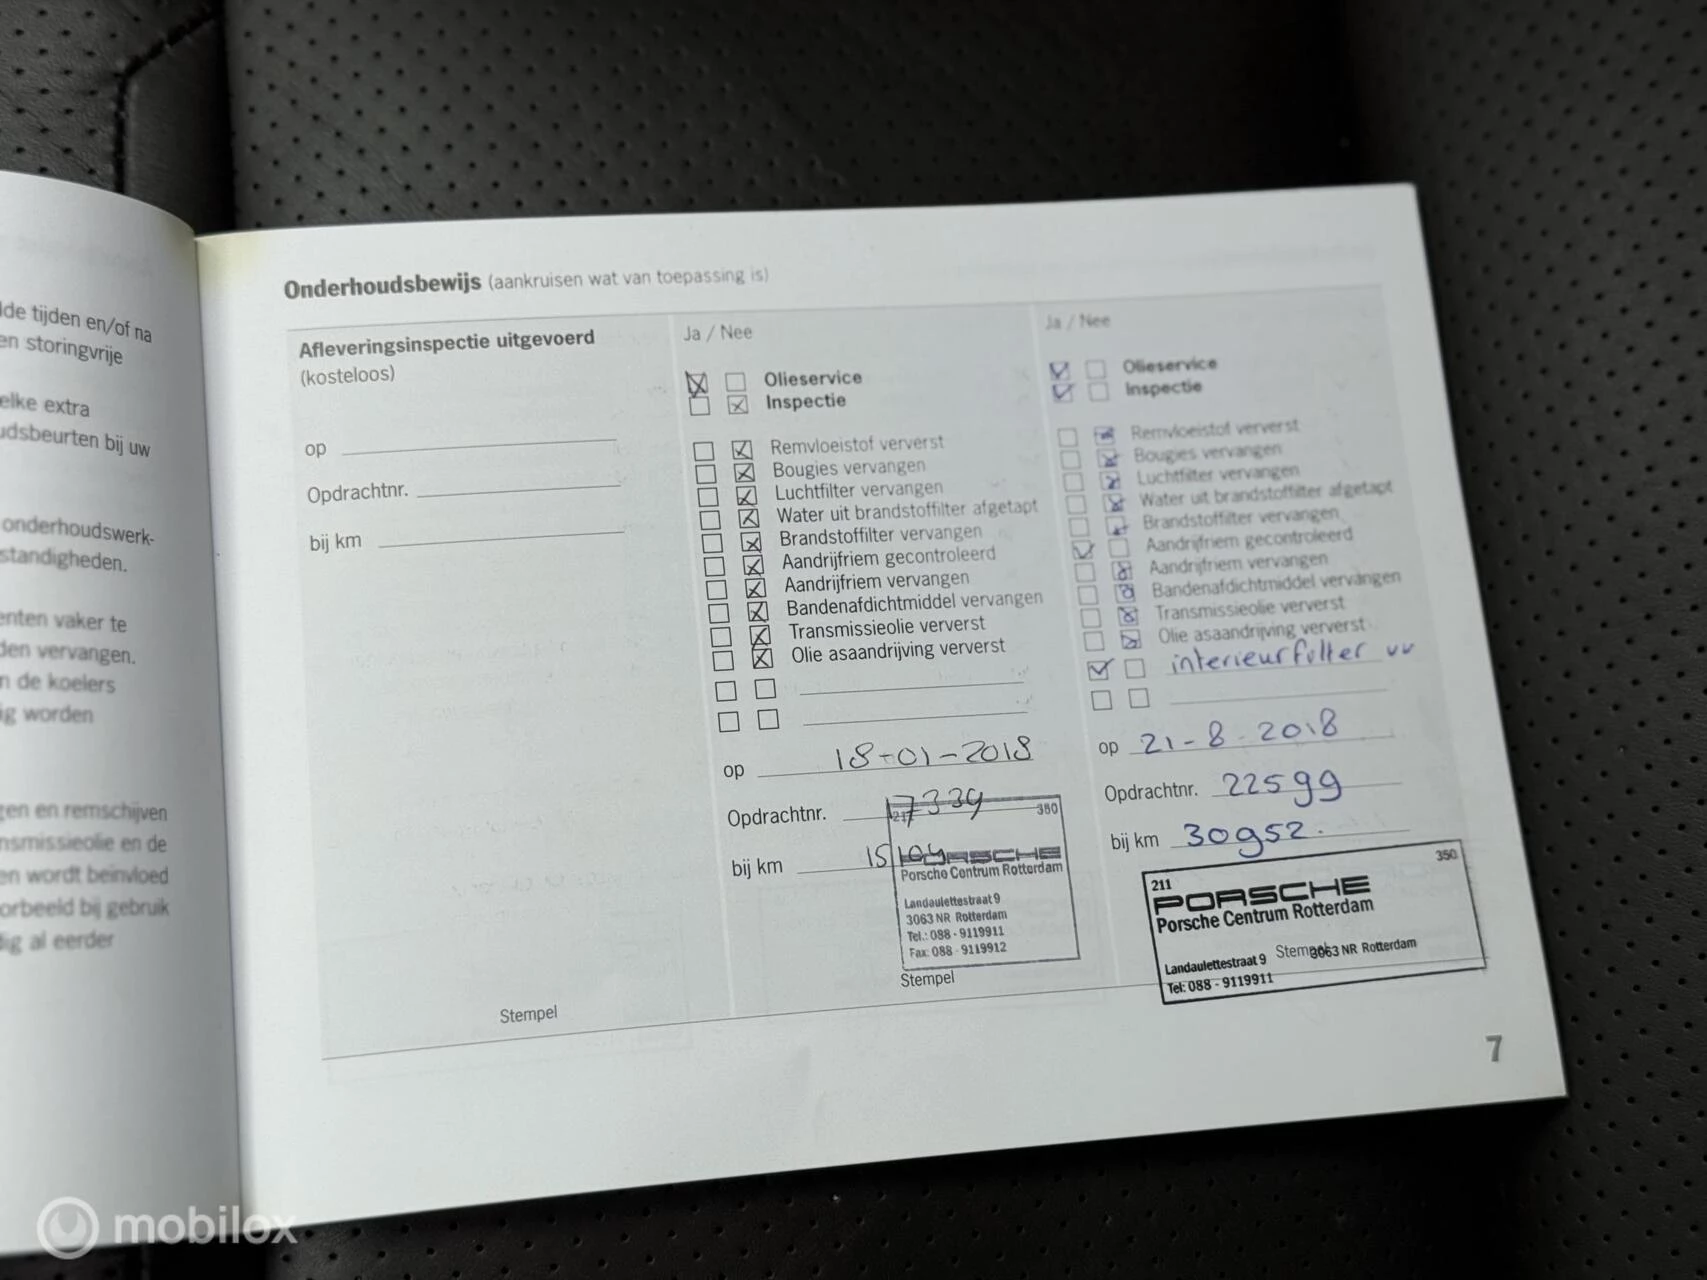 lde tijden en/of na
en storingvrije
elke extra
udsbeurten bij uw
onderhoudswerk-
standigheden.
enten vaker te
den vervangen.
n de koelers
ig worden
gen en remschijven
nsmissieolie en de
en wordt beïnvloed
orbeeld bij gebruik
dig al eerder
Onderhoudsbewijs (aankruisen wat van toepassing is)
Afleveringsinspectie uitgevoerd
(kosteloos)
op
Opdrachtnr.
bij km
Stempel
Ja / Nee
Olieservice
Inspectie
Remvloeistof ververst
Bougies vervangen
Luchtfilter vervangen
Water uit brandstoffilter afgetapt
Brandstoffilter vervangen
Aandrijfriem gecontroleerd
Aandrijfriem vervangen
Bandenafdichtmiddel vervangen
Transmissieolie ververst
Olie asaandrijving ververst
op 18-01-2018
Opdrachtnr. 17339
bij km
211 350
PORSCHE
Porsche Centrum Rotterdam
Landaulettestraat 9
3063 NR Rotterdam
Tel.: 088 - 9119911
Fax: 088 - 9119912
Stempel
Ja / Nee
Olieservice
Inspectie
Remvloeistof ververst
Bougies vervangen
Luchtfilter vervangen
Water uit brandstoffilter afgetapt
Brandstoffilter vervangen
Aandrijfriem gecontroleerd
Aandrijfriem vervangen
Bandenafdichtmiddel vervangen
Transmissieolie ververst
Olie asaandrijving ververst
interieurfilter vv
op 21-8-2018
Opdrachtnr. 22599
bij km 30952.
211 350
PORSCHE
Porsche Centrum Rotterdam
Landaulettestraat 9 Stempel 3063 NR Rotterdam
Tel: 088 - 9119911
7
mobilox